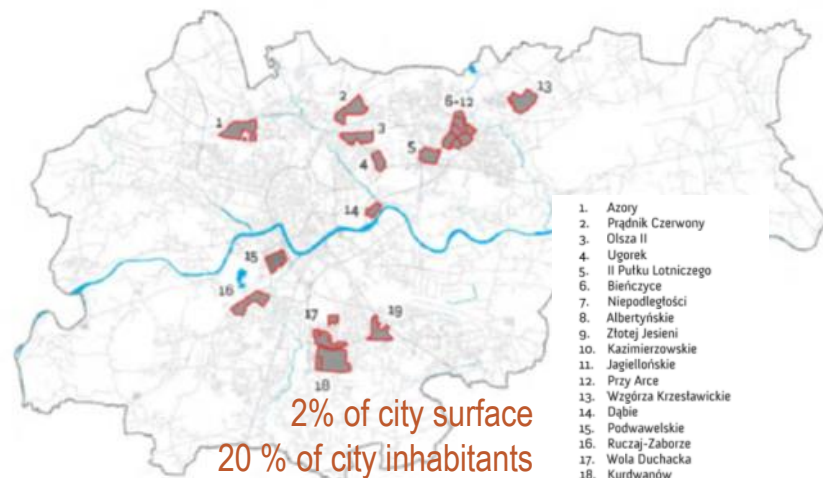 1
2
3
4
5
6-12
13
14
15
16
17
18
19
1. Azory
2. Prądnik Czerwony
3. Olsza II
4. Ugorek
5. II Pułku Lotniczego
6. Bieńczyce
7. Niepodległości
8. Albertyńskie
9. Złotej Jesieni
10. Kazimierzowskie
11. Jagiellońskie
12. Przy Arce
13. Wzgórza Krzesławickie
14. Dąbie
15. Podwawelskie
16. Ruczaj-Zaborze
17. Wola Duchacka
18. Kurdwanów
2% of city surface
20 % of city inhabitants